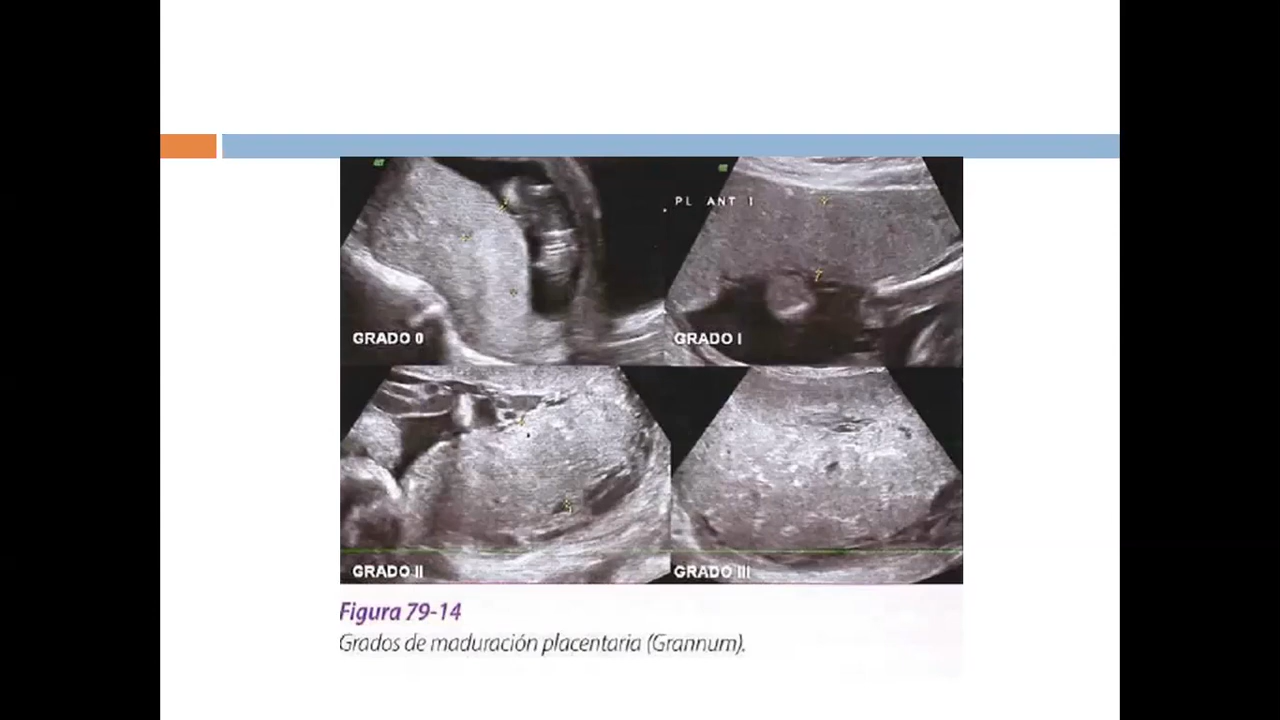 PL ANT I
GRADO 0
GRADO I
GRADO II
GRADO III
Figura 79-14
Grados de maduración placentaria (Grannum).